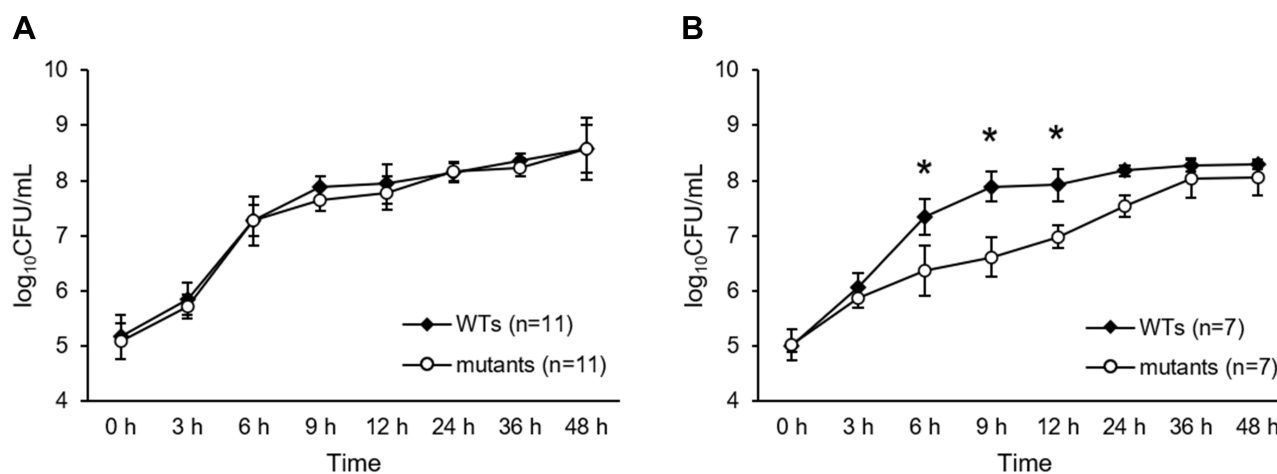 A
10
9
8
7
6
5
4
log₁₀CFU/mL
WTs (n=11)
mutants (n=11)
0 h 3 h 6 h 9 h 12 h 24 h 36 h 48 h
Time
B
10
9
8
7
6
5
4
log₁₀CFU/mL
* * *
WTs (n=7)
mutants (n=7)
0 h 3 h 6 h 9 h 12 h 24 h 36 h 48 h
Time